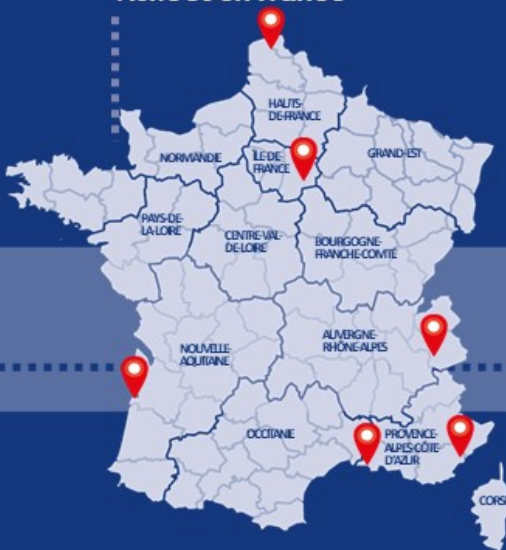 HAUTS-
DE-FRANCE
NORMANDIE
ÎLE-DE-
FRANCE
GRAND-EST
PAYS-DE-
LA-LOIRE
CENTRE-VAL-
DE-LOIRE
BOURGOGNE-
FRANCHE-COMTÉ
NOUVELLE-
AQUITAINE
AUVERGNE-
RHÔNE-ALPES
OCCITANIE
PROVENCE-
ALPES-CÔTE-
D'AZUR